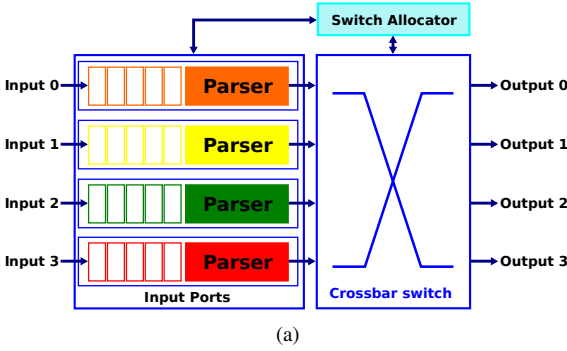 Switch Allocator
Input 0 Parser Output 0
Input 1 Parser Output 1
Input 2 Parser Output 2
Input 3 Parser Output 3
Input Ports
Crossbar switch
(a)